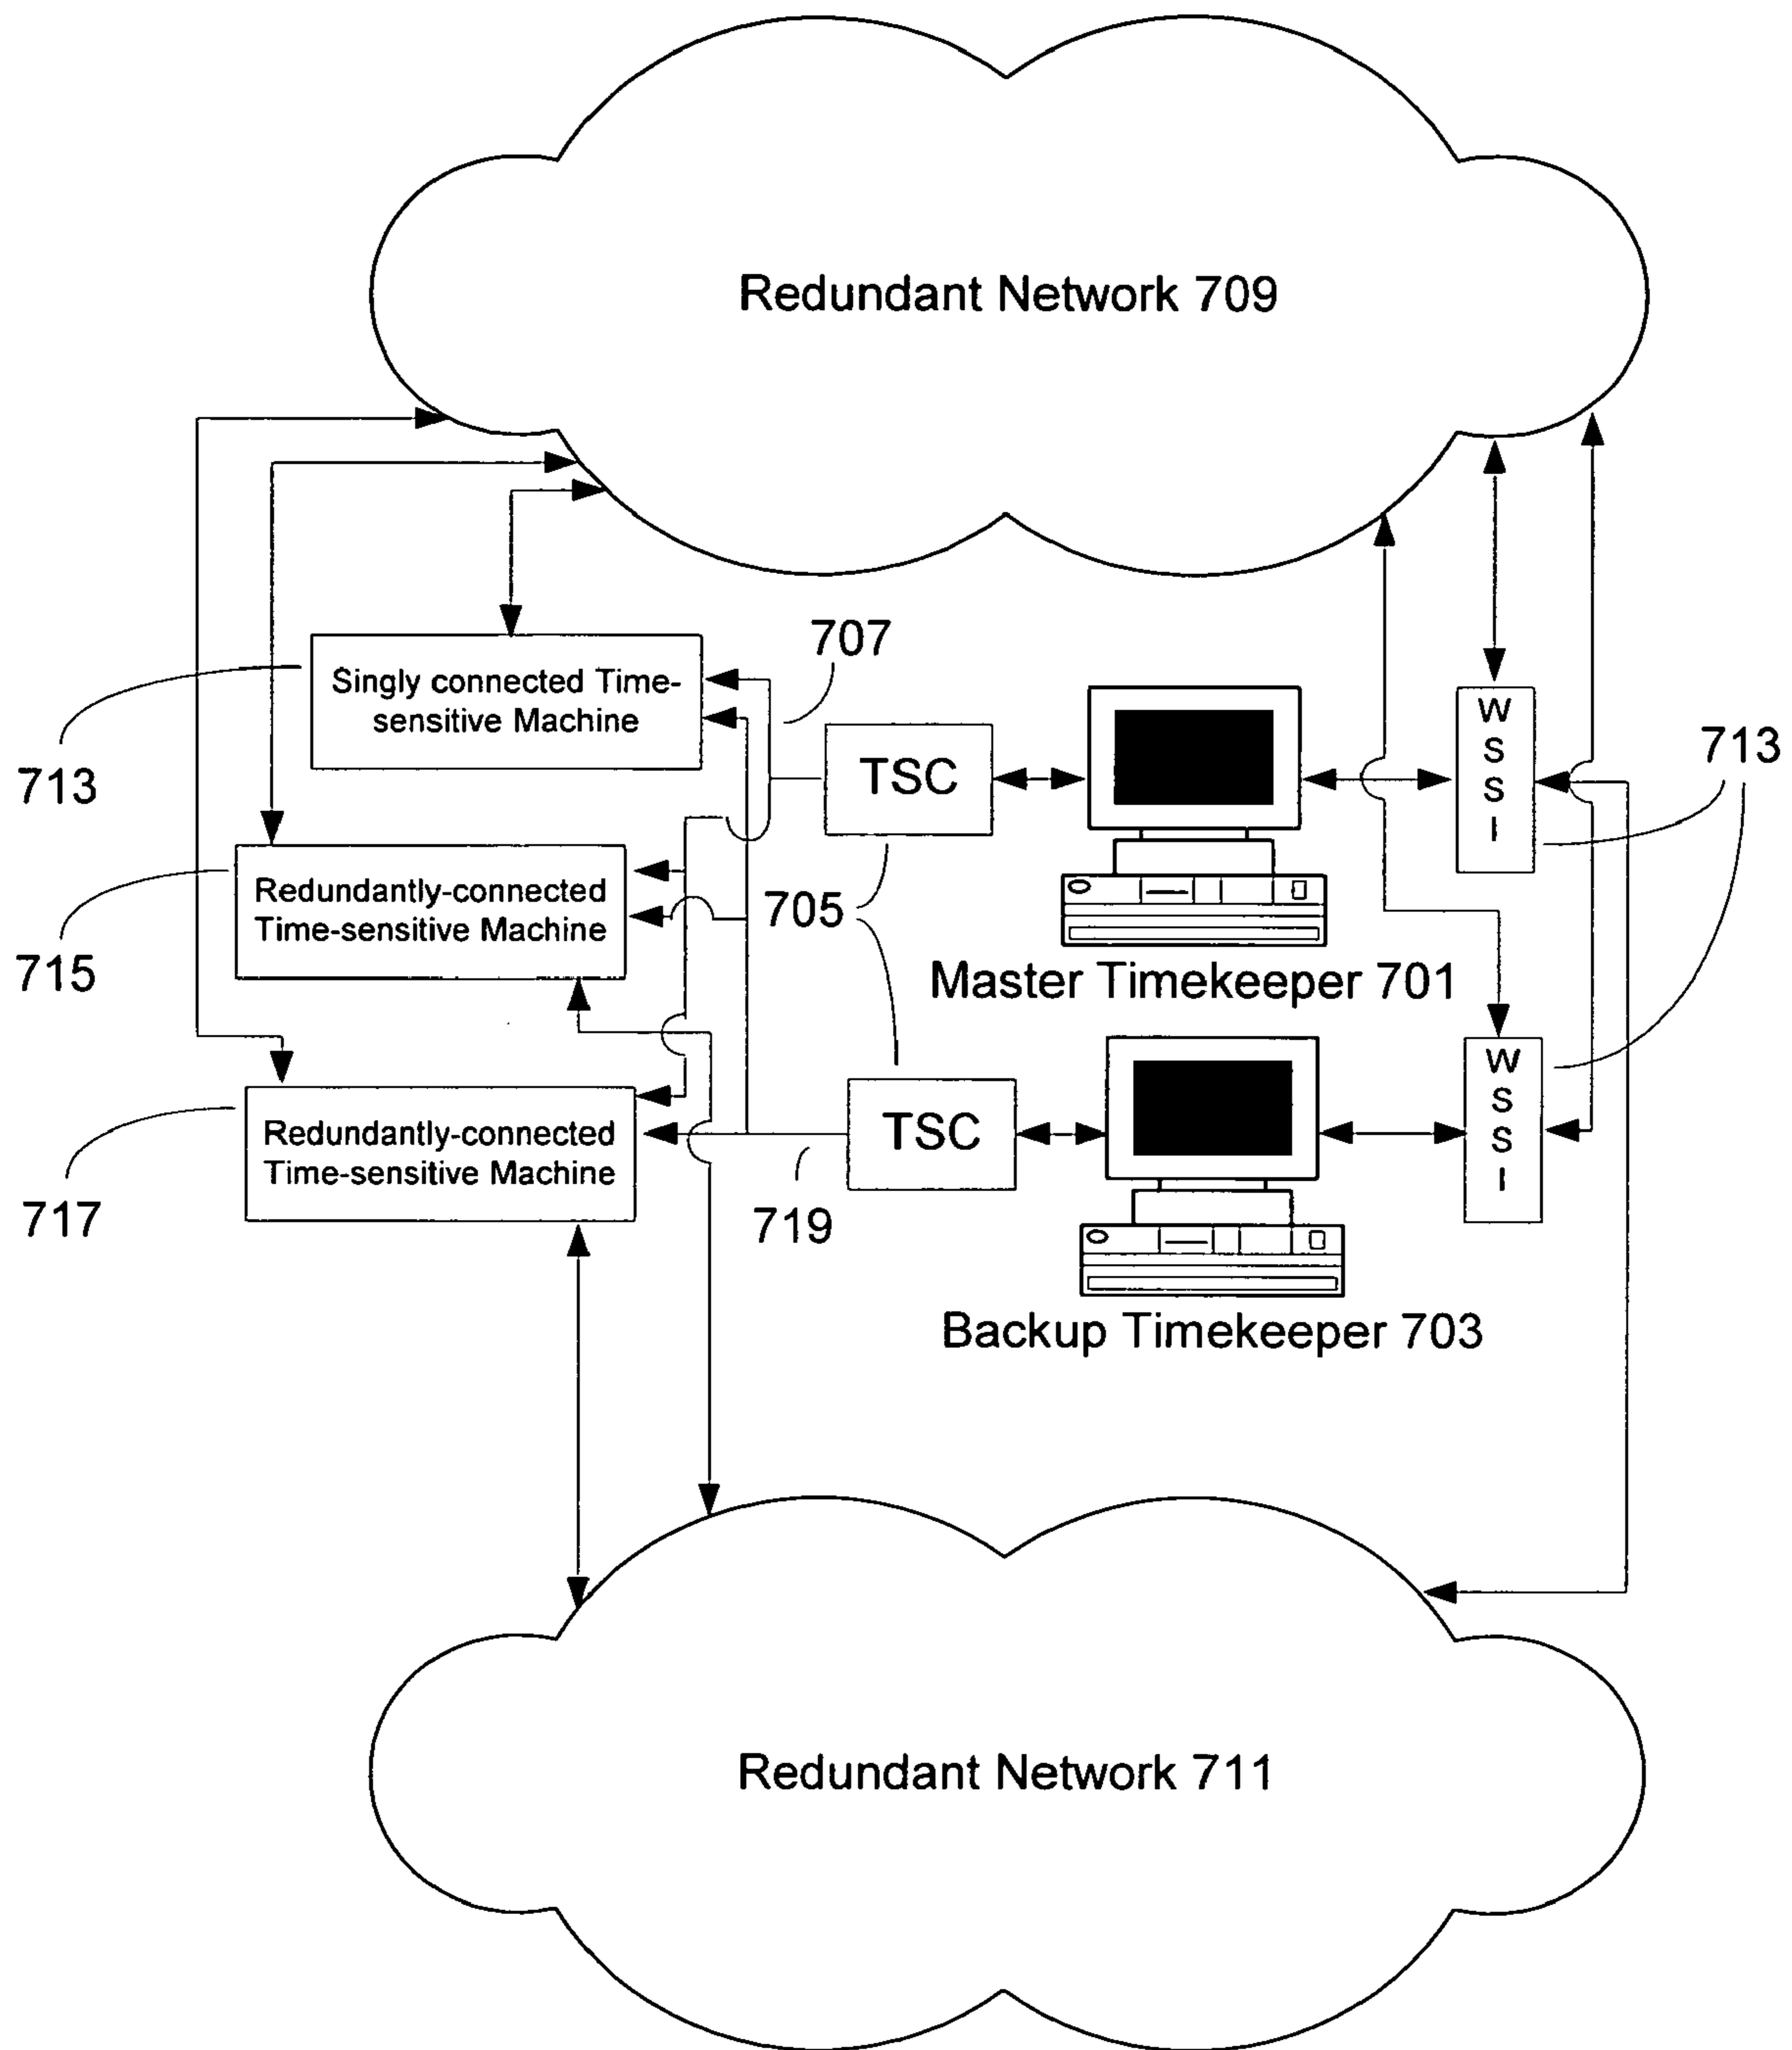 Redundant Network 709
707
Singly connected Time-
sensitive Machine
713
TSC
W
S
S
I
713
Redundantly-connected
Time-sensitive Machine
715
705
Master Timekeeper 701
TSC
W
S
S
I
Redundantly-connected
Time-sensitive Machine
717
719
Backup Timekeeper 703
Redundant Network 711